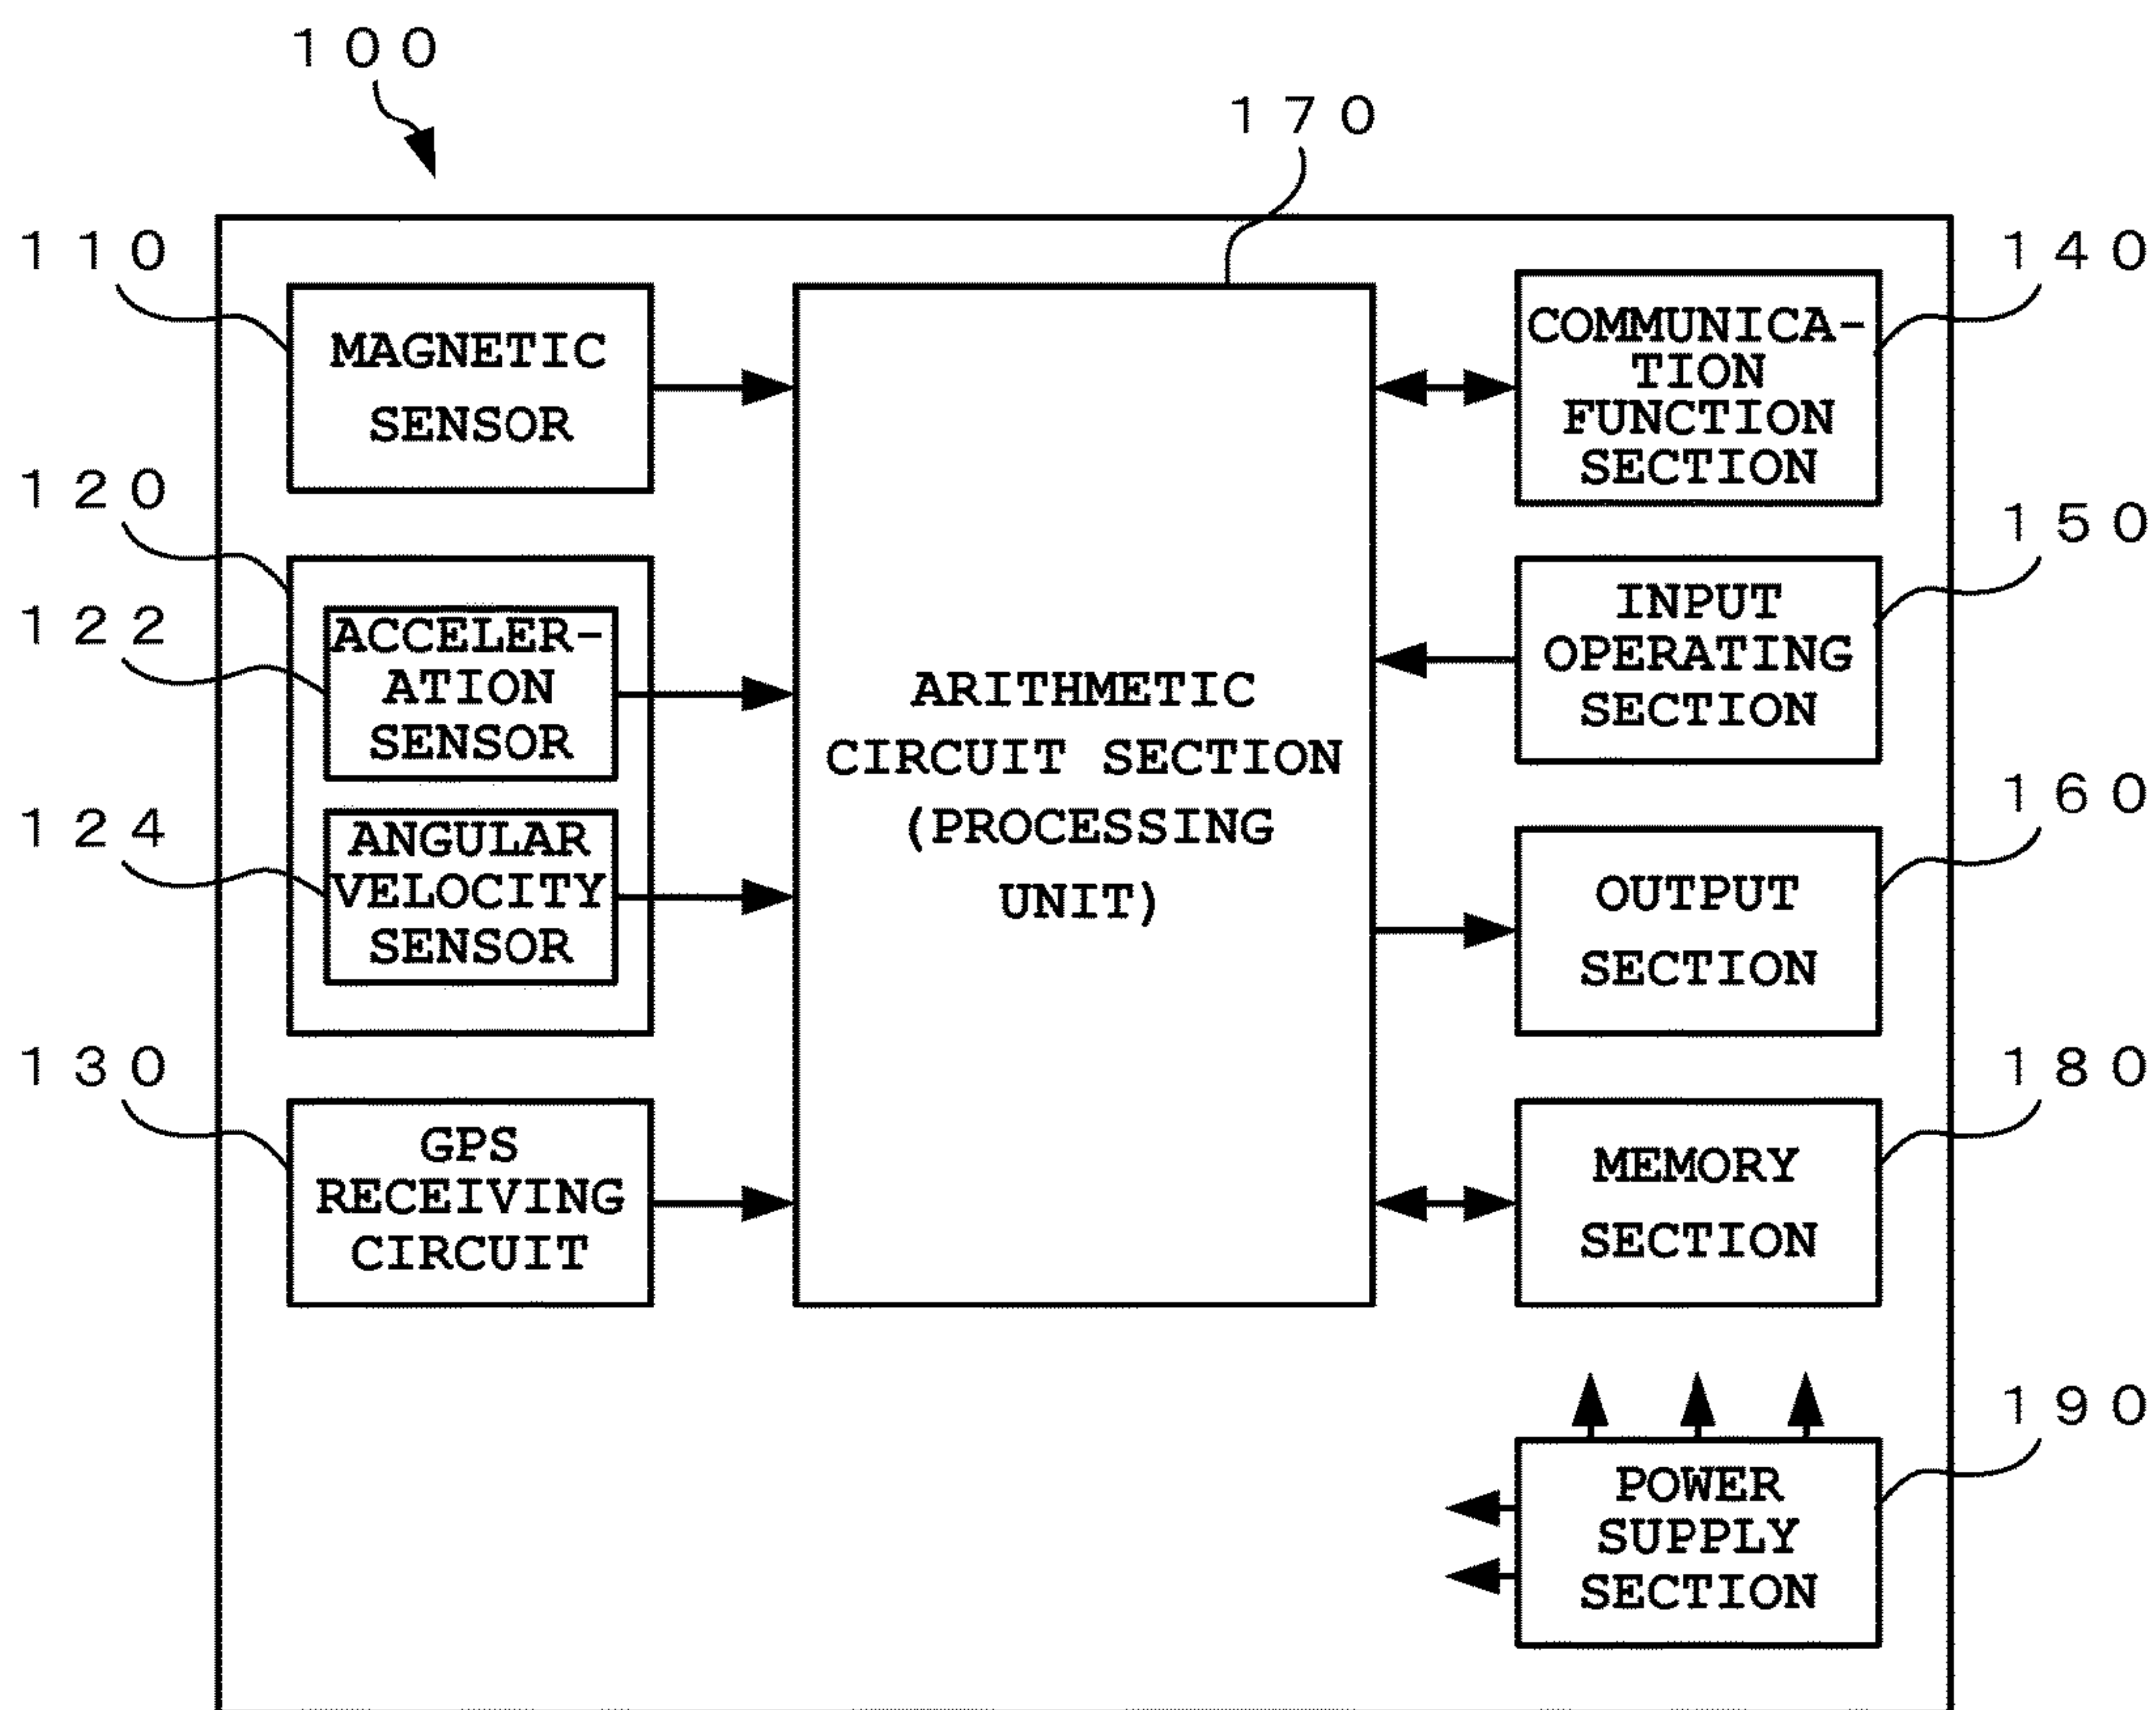 100
170
110
MAGNETIC
SENSOR
120
122
ACCELER-
ATION
SENSOR
124
ANGULAR
VELOCITY
SENSOR
130
GPS
RECEIVING
CIRCUIT
ARITHMETIC
CIRCUIT SECTION
(PROCESSING
UNIT)
140
COMMUNICA-
TION
FUNCTION
SECTION
150
INPUT
OPERATING
SECTION
160
OUTPUT
SECTION
180
MEMORY
SECTION
190
POWER
SUPPLY
SECTION